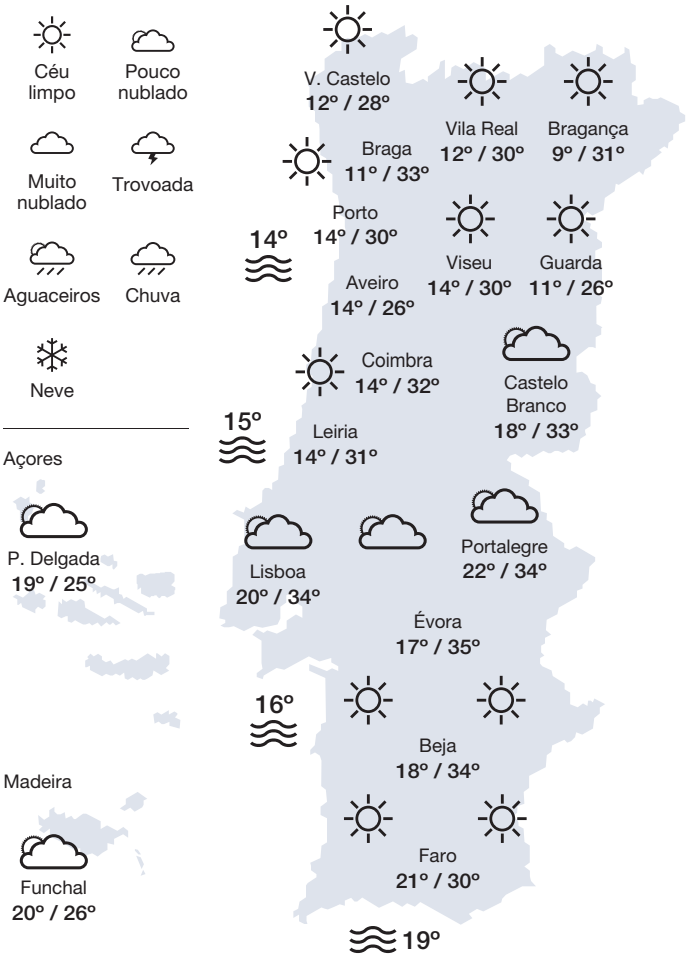 Céu
limpo
Pouco
nublado
Muito
nublado
Trovoada
Aguaceiros
Chuva
Neve
Açores
P. Delgada
19º / 25º
Madeira
Funchal
20º / 26º
V. Castelo
12º / 28º
Vila Real
12º / 30º
Bragança
9º / 31º
Braga
11º / 33º
Porto
14º / 30º
14º
Viseu
14º / 30º
Guarda
11º / 26º
Aveiro
14º / 26º
Coimbra
14º / 32º
Castelo
Branco
18º / 33º
15º
Leiria
14º / 31º
Lisboa
20º / 34º
Portalegre
22º / 34º
Évora
17º / 35º
16º
Beja
18º / 34º
Faro
21º / 30º
19º